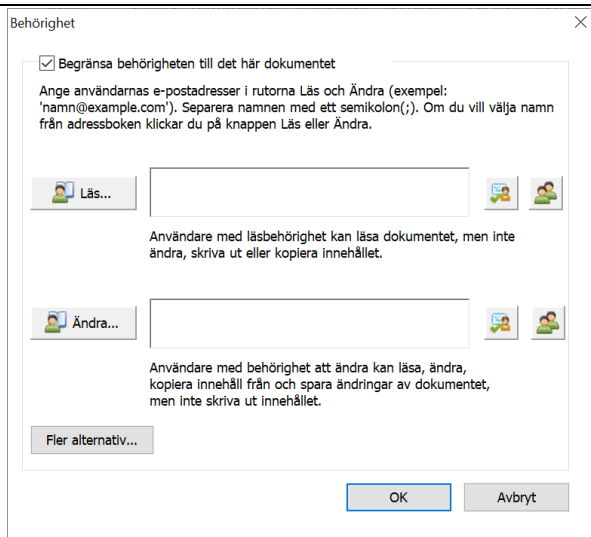 Behörighet
Begränsa behörigheten till det här dokumentet
Ange användarnas e-postadresser i rutorna Läs och Ändra (exempel:
'namn@example.com'). Separera namnen med ett semikolon(;). Om du vill välja namn
från adressboken klickar du på knappen Läs eller Ändra.
Läs...
Användare med läsbehörighet kan läsa dokumentet, men inte
ändra, skriva ut eller kopiera innehållet.
Ändra...
Användare med behörighet att ändra kan läsa, ändra,
kopiera innehåll från och spara ändringar av dokumentet,
men inte skriva ut innehållet.
Fler alternativ...
OK
Avbryt